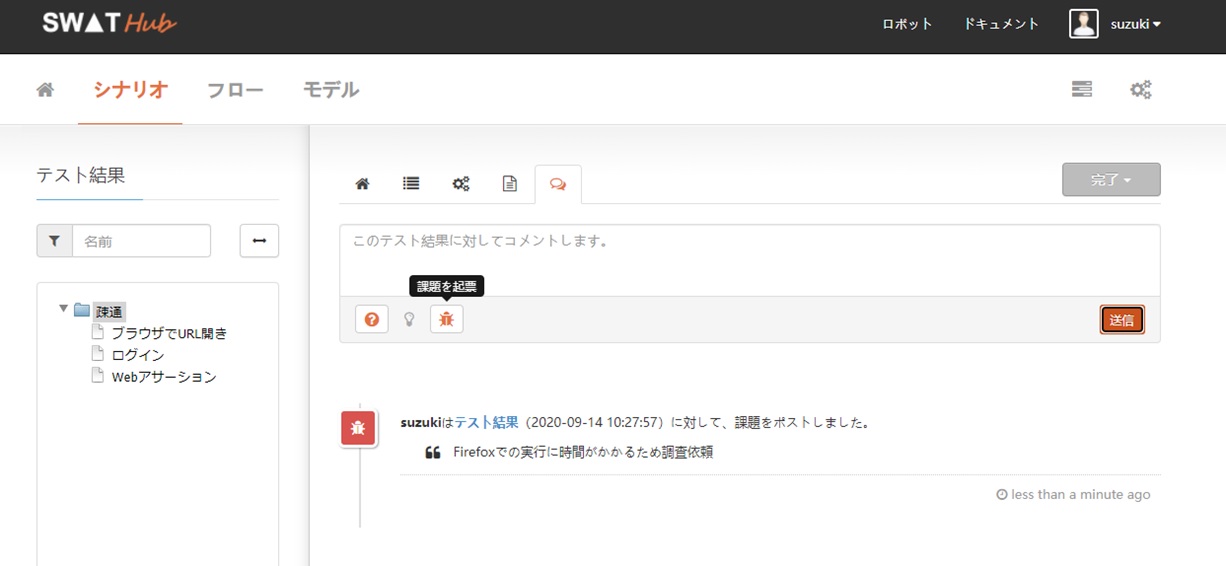 SWAT Hub
ロボット ドキュメント suzuki
シナリオ フロー モデル
テスト結果
完了
名前
このテスト結果に対してコメントします。
課題を起票
送信
疎通
ブラウザでURL開き
ログイン
Webアサーション
suzukiはテスト結果（2020-09-14 10:27:57）に対して、課題をポストしました。
Firefoxでの実行に時間がかかるため調査依頼
less than a minute ago